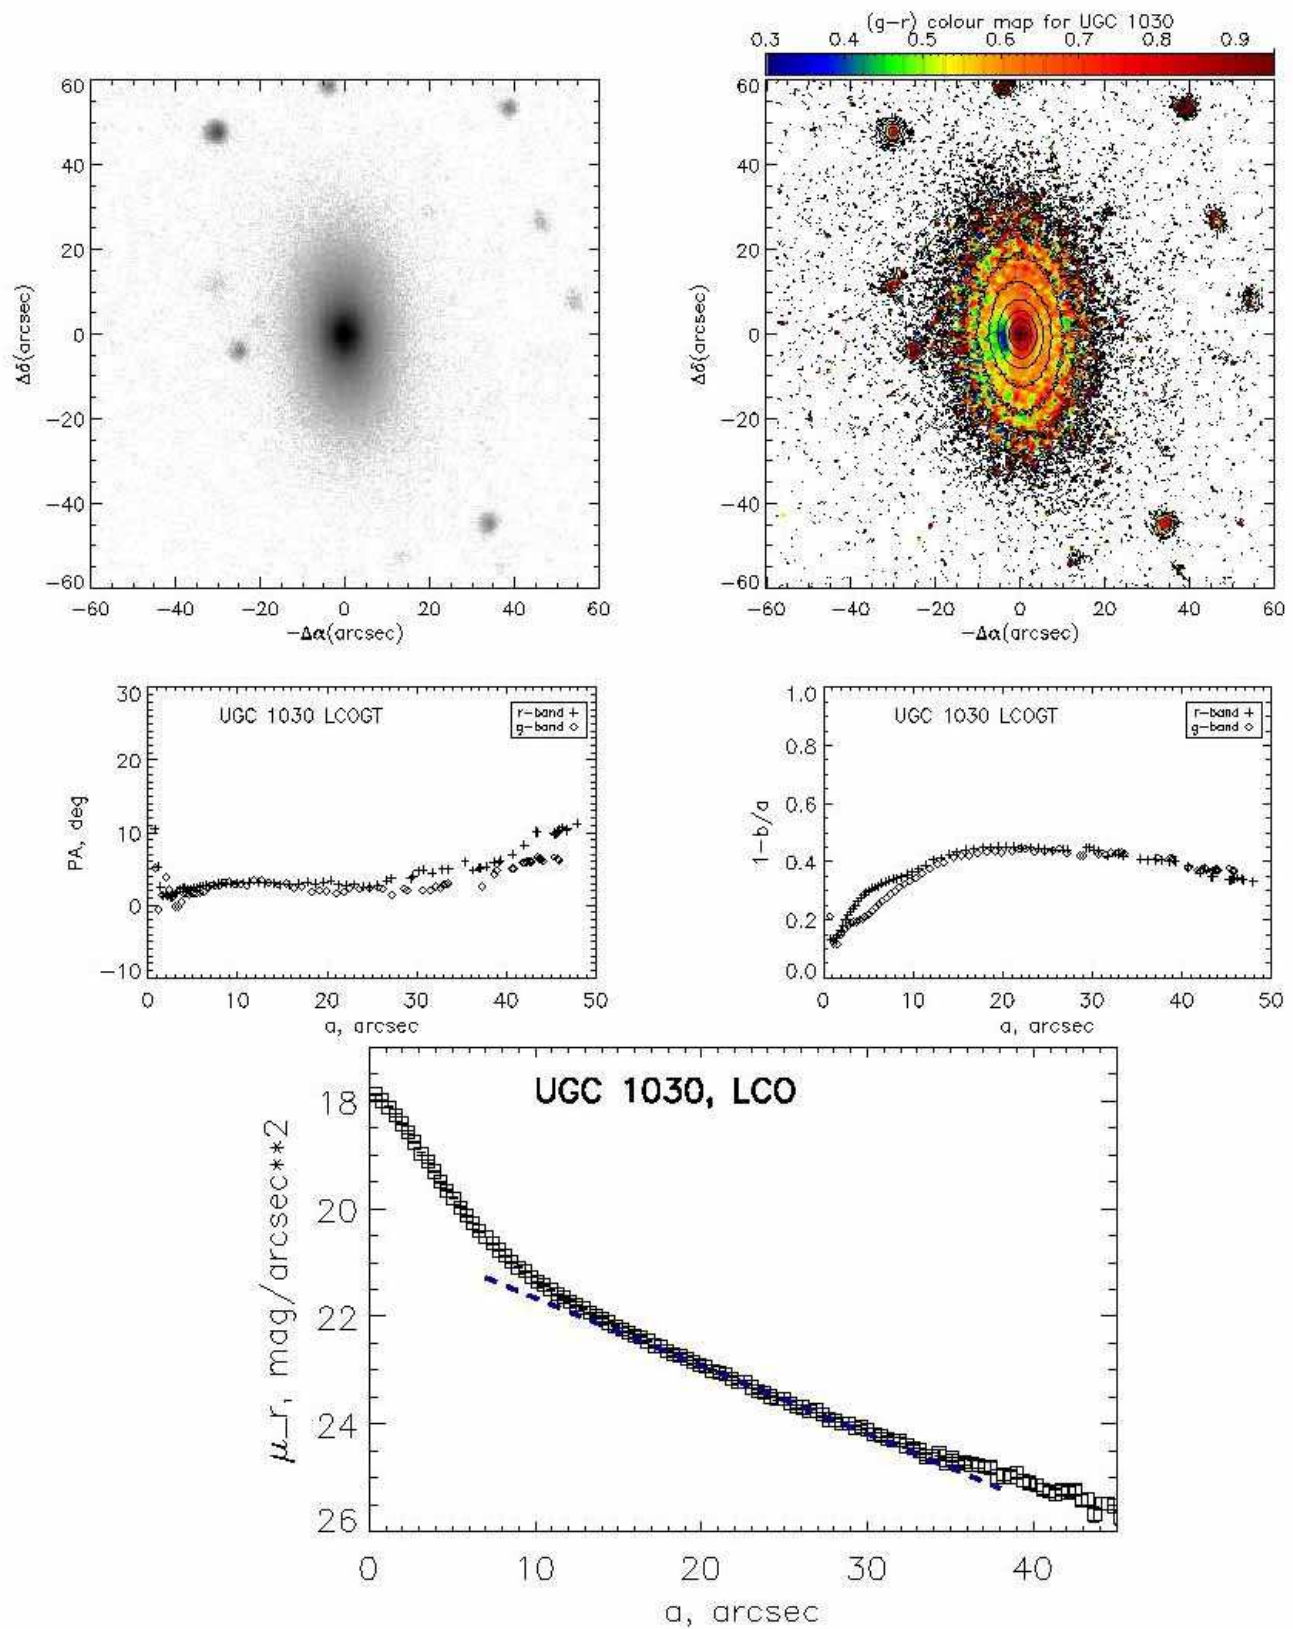 (g-r) colour map for UGC 1030
0.3 0.4 0.5 0.6 0.7 0.8 0.9
60
40
20
0
-20
-40
-60
Δδ(arcsec)
-60 -40 -20 0 20 40 60
-Δα(arcsec)
60
40
20
0
-20
-40
-60
Δδ(arcsec)
-60 -40 -20 0 20 40 60
-Δα(arcsec)
30
20
10
0
-10
PA, deg
UGC 1030 LCOGT
r-band +
g-band ◇
0 10 20 30 40 50
a, arcsec
1.0
0.8
0.6
0.4
0.2
0.0
1-b/a
UGC 1030 LCOGT
r-band +
g-band ◇
0 10 20 30 40 50
a, arcsec
UGC 1030, LCO
18
20
22
24
26
μ_r, mag/arcsec**2
0 10 20 30 40
a, arcsec